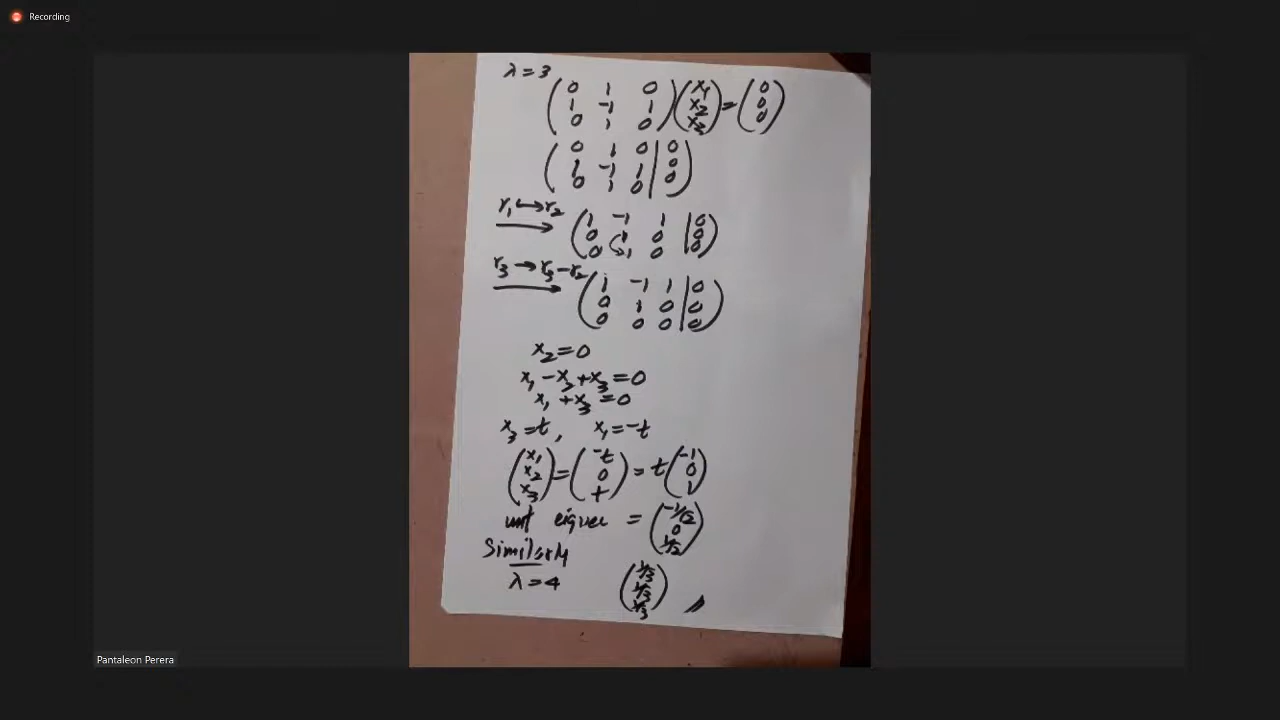 Recording
λ = 3
(0 1 0; 1 -1 1; 0 1 0)(x₁; x₂; x₃) = (0; 0; 0)
(0 1 0 | 0; 1 -1 1 | 0; 0 1 0 | 0)
r₁ ↔ r₂ → (1 -1 1 | 0; 0 1 0 | 0; 0 1 0 | 0)
r₃ → r₃ - r₂ → (1 -1 1 | 0; 0 1 0 | 0; 0 0 0 | 0)
x₂ = 0
x₁ - x₂ + x₃ = 0
x₁ + x₃ = 0
x₃ = t, x₁ = -t
(x₁; x₂; x₃) = (-t; 0; t) = t(-1; 0; 1)
unit eigvec = (-1/√2; 0; 1/√2)
Similarly
λ = 4 (1/√3; 1/√3; 1/√3)
Pantaleon Perera